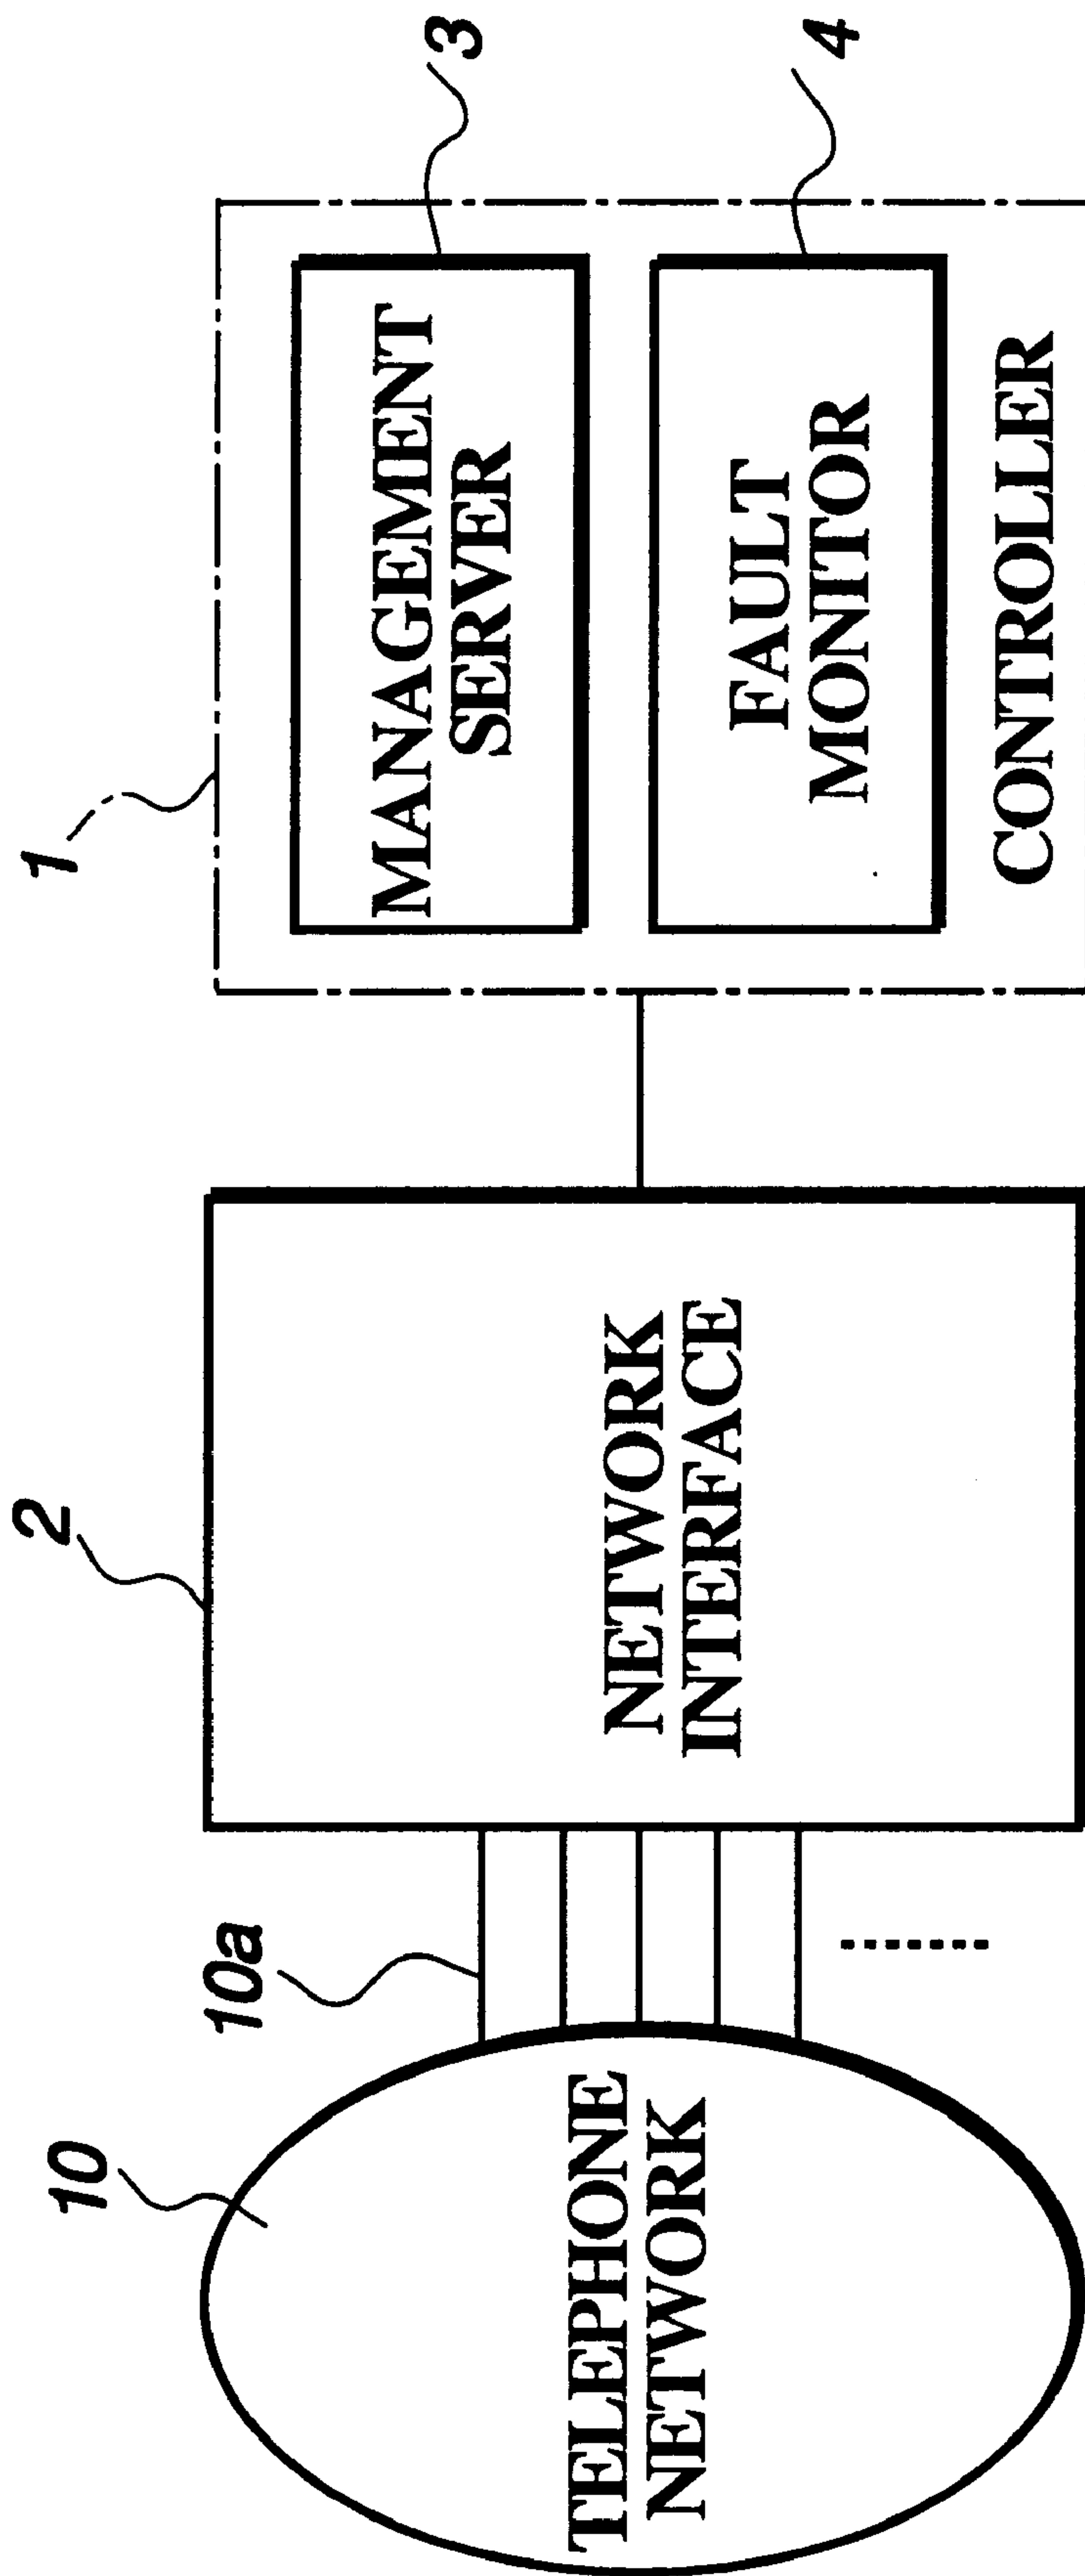 10
10a
2
1
3
4
TELEPHONE
NETWORK
NETWORK
INTERFACE
MANAGEMENT
SERVER
FAULT
MONITOR
CONTROLLER